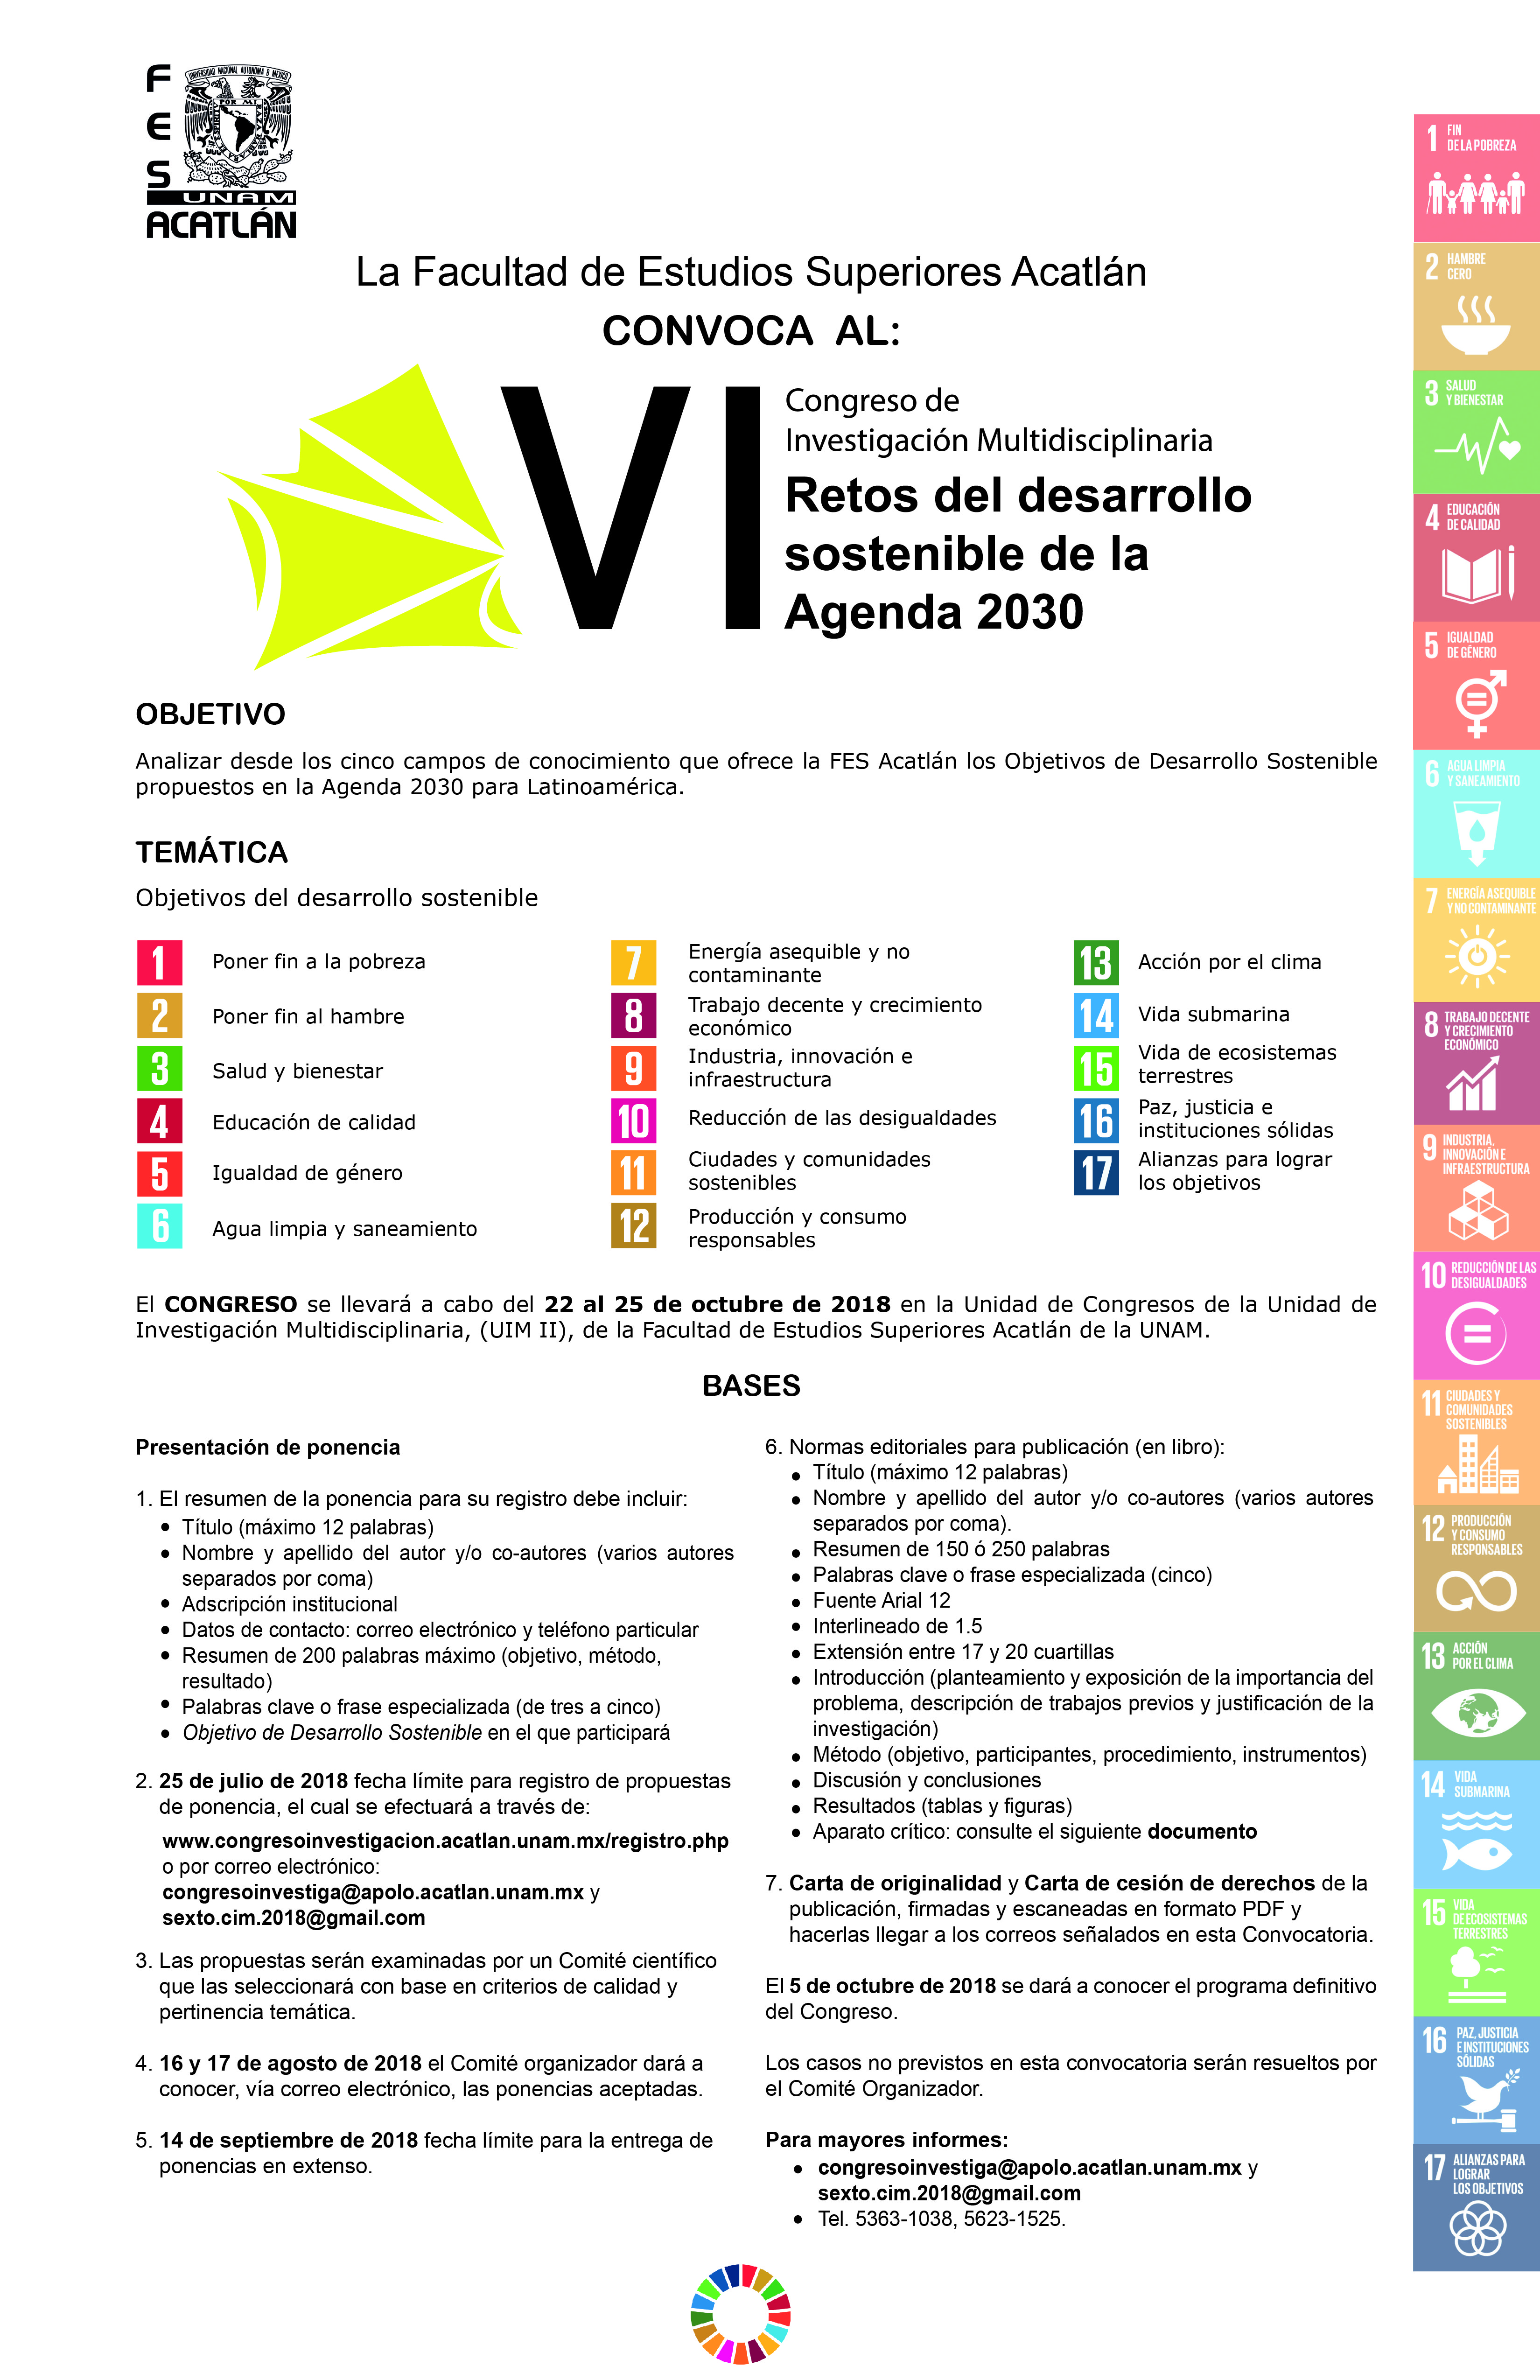 F
E
S
UNIVERSIDAD NACIONAL AUTONOMA D MEXICO
POR MI
UNAM
ACATLÁN
La Facultad de Estudios Superiores Acatlán
CONVOCA AL:
VI
Congreso de
Investigación Multidisciplinaria
Retos del desarrollo
sostenible de la
Agenda 2030
OBJETIVO
Analizar desde los cinco campos de conocimiento que ofrece la FES Acatlán los Objetivos de Desarrollo Sostenible
propuestos en la Agenda 2030 para Latinoamérica.
TEMÁTICA
Objetivos del desarrollo sostenible
1 Poner fin a la pobreza
2 Poner fin al hambre
3 Salud y bienestar
4 Educación de calidad
5 Igualdad de género
6 Agua limpia y saneamiento
7 Energía asequible y no
contaminante
8 Trabajo decente y crecimiento
económico
9 Industria, innovación e
infraestructura
10 Reducción de las desigualdades
11 Ciudades y comunidades
sostenibles
12 Producción y consumo
responsables
13 Acción por el clima
14 Vida submarina
15 Vida de ecosistemas
terrestres
16 Paz, justicia e
instituciones sólidas
17 Alianzas para lograr
los objetivos
El CONGRESO se llevará a cabo del 22 al 25 de octubre de 2018 en la Unidad de Congresos de la Unidad de
Investigación Multidisciplinaria, (UIM II), de la Facultad de Estudios Superiores Acatlán de la UNAM.
BASES
Presentación de ponencia
1. El resumen de la ponencia para su registro debe incluir:
• Título (máximo 12 palabras)
• Nombre y apellido del autor y/o co-autores (varios autores
separados por coma)
• Adscripción institucional
• Datos de contacto: correo electrónico y teléfono particular
• Resumen de 200 palabras máximo (objetivo, método,
resultado)
• Palabras clave o frase especializada (de tres a cinco)
• Objetivo de Desarrollo Sostenible en el que participará
2. 25 de julio de 2018 fecha límite para registro de propuestas
de ponencia, el cual se efectuará a través de:
www.congresoinvestigacion.acatlan.unam.mx/registro.php
o por correo electrónico:
congresoinvestiga@apolo.acatlan.unam.mx y
sexto.cim.2018@gmail.com
3. Las propuestas serán examinadas por un Comité científico
que las seleccionará con base en criterios de calidad y
pertinencia temática.
4. 16 y 17 de agosto de 2018 el Comité organizador dará a
conocer, vía correo electrónico, las ponencias aceptadas.
5. 14 de septiembre de 2018 fecha límite para la entrega de
ponencias en extenso.
6. Normas editoriales para publicación (en libro):
• Título (máximo 12 palabras)
• Nombre y apellido del autor y/o co-autores (varios autores
separados por coma).
• Resumen de 150 ó 250 palabras
• Palabras clave o frase especializada (cinco)
• Fuente Arial 12
• Interlineado de 1.5
• Extensión entre 17 y 20 cuartillas
• Introducción (planteamiento y exposición de la importancia del
problema, descripción de trabajos previos y justificación de la
investigación)
• Método (objetivo, participantes, procedimiento, instrumentos)
• Discusión y conclusiones
• Resultados (tablas y figuras)
• Aparato crítico: consulte el siguiente documento
7. Carta de originalidad y Carta de cesión de derechos de la
publicación, firmadas y escaneadas en formato PDF y
hacerlas llegar a los correos señalados en esta Convocatoria.
El 5 de octubre de 2018 se dará a conocer el programa definitivo
del Congreso.
Los casos no previstos en esta convocatoria serán resueltos por
el Comité Organizador.
Para mayores informes:
• congresoinvestiga@apolo.acatlan.unam.mx y
sexto.cim.2018@gmail.com
• Tel. 5363-1038, 5623-1525.
1 FIN
DE LA POBREZA
2 HAMBRE
CERO
3 SALUD
Y BIENESTAR
4 EDUCACIÓN
DE CALIDAD
5 IGUALDAD
DE GÉNERO
6 AGUA LIMPIA
Y SANEAMIENTO
7 ENERGÍA ASEQUIBLE
Y NO CONTAMINANTE
8 TRABAJO DECENTE
Y CRECIMIENTO
ECONÓMICO
9 INDUSTRIA,
INNOVACIÓN E
INFRAESTRUCTURA
10 REDUCCIÓN DE LAS
DESIGUALDADES
11 CIUDADES Y
COMUNIDADES
SOSTENIBLES
12 PRODUCCIÓN
Y CONSUMO
RESPONSABLES
13 ACCIÓN
POR EL CLIMA
14 VIDA
SUBMARINA
15 VIDA
DE ECOSISTEMAS
TERRESTRES
16 PAZ, JUSTICIA
E INSTITUCIONES
SÓLIDAS
17 ALIANZAS PARA
LOGRAR
LOS OBJETIVOS